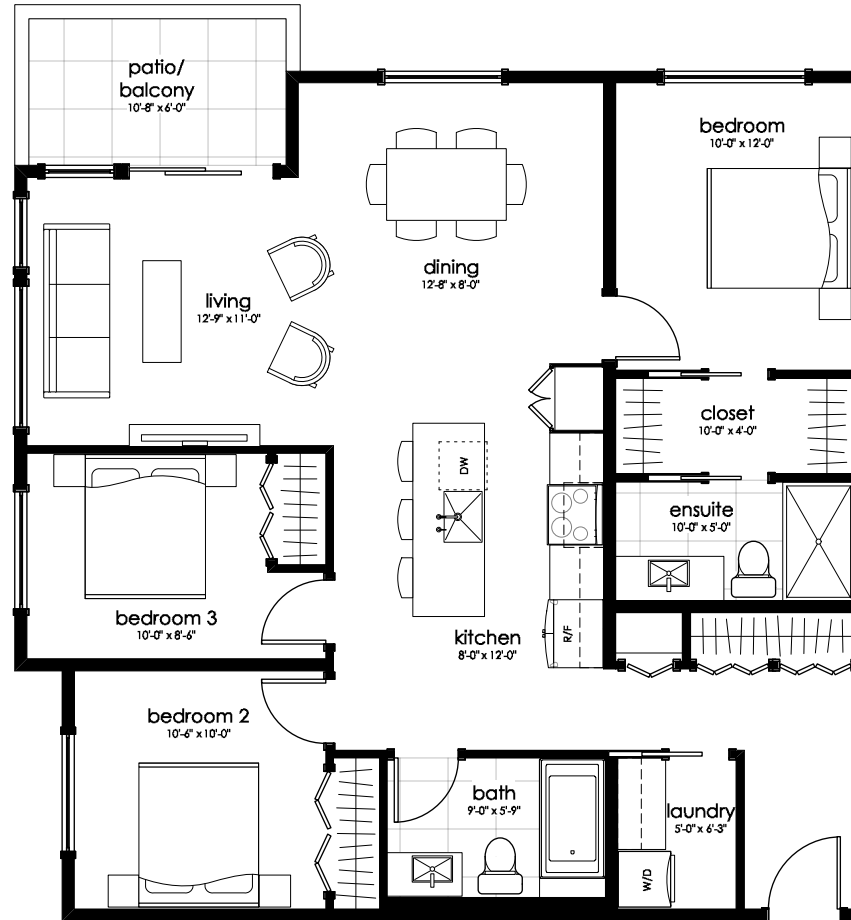 patio/
balcony
10'-8" x 6'-0"
bedroom
10'-0" x 12'-0"
dining
12'-8" x 8'-0"
living
12'-9" x 11'-0"
closet
10'-0" x 4'-0"
DW
ensuite
10'-0" x 5'-0"
bedroom 3
10'-0" x 8'-6"
kitchen
8'-0" x 12'-0"
R/F
bedroom 2
10'-6" x 10'-0"
bath
9'-0" x 5'-9"
laundry
5'-0" x 6'-3"
W/D